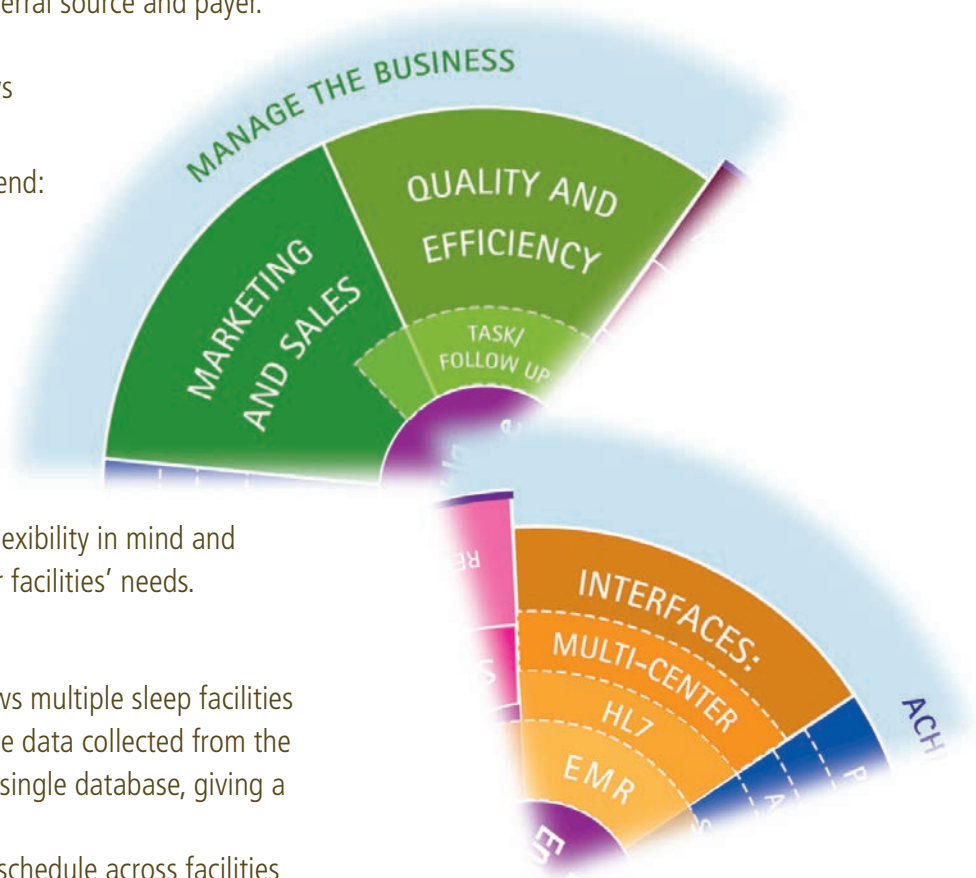 erral source and payer.
MANAGE THE BUSINESS
end:
QUALITY AND
EFFICIENCY
MARKETING
AND SALES
TASK/
FOLLOW UP
exibility in mind and
r facilities' needs.
INTERFACES:
MULTI-CENTER
HL7
EMR
ws multiple sleep facilities
e data collected from the
single database, giving a
schedule across facilities
ACH